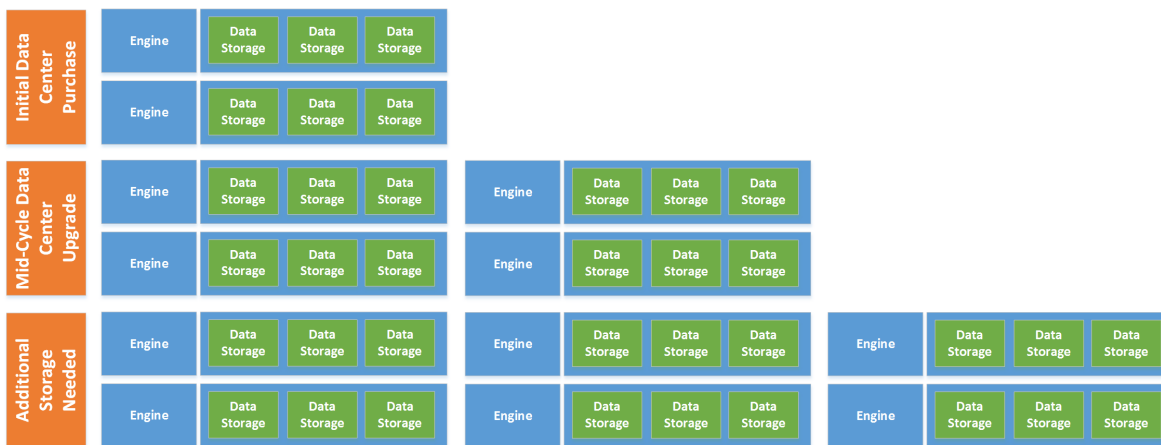 Initial Data
Center
Purchase
Engine
Data
Storage
Data
Storage
Data
Storage
Engine
Data
Storage
Data
Storage
Data
Storage
Mid-Cycle Data
Center
Upgrade
Engine
Data
Storage
Data
Storage
Data
Storage
Engine
Data
Storage
Data
Storage
Data
Storage
Engine
Data
Storage
Data
Storage
Data
Storage
Engine
Data
Storage
Data
Storage
Data
Storage
Additional
Storage
Needed
Engine
Data
Storage
Data
Storage
Data
Storage
Engine
Data
Storage
Data
Storage
Data
Storage
Engine
Data
Storage
Data
Storage
Data
Storage
Engine
Data
Storage
Data
Storage
Data
Storage
Engine
Data
Storage
Data
Storage
Data
Storage
Engine
Data
Storage
Data
Storage
Data
Storage